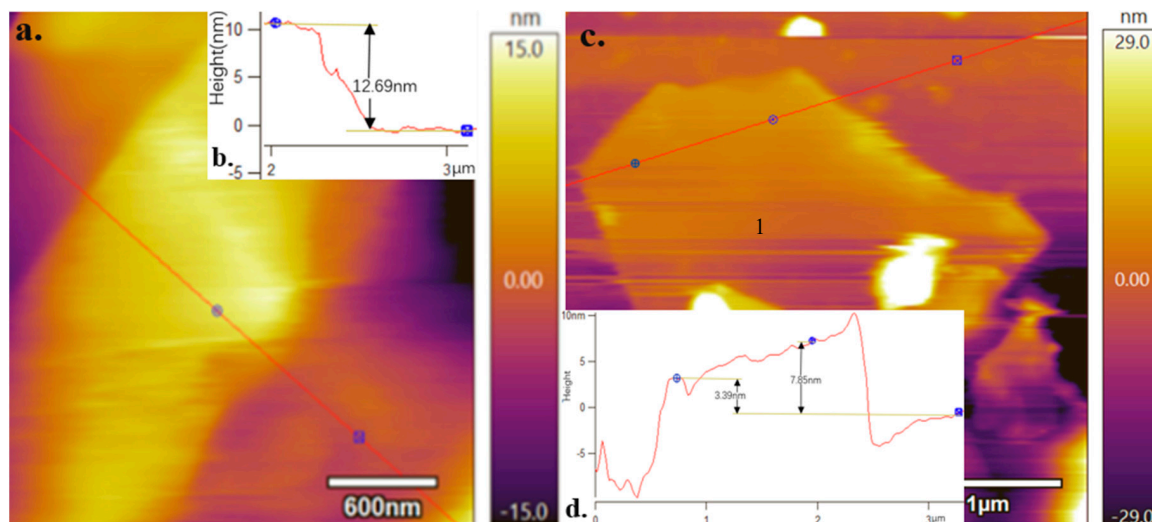 a.
nm
15.0
0.00
-15.0
600nm
b.
Height(nm)
10
5
0
-5
12.69nm
2
3μm
c.
nm
29.0
0.00
-29.0
1
1μm
d.
10nm
5
0
-5
Height
3.39nm
7.85nm
0
1
2
3μm